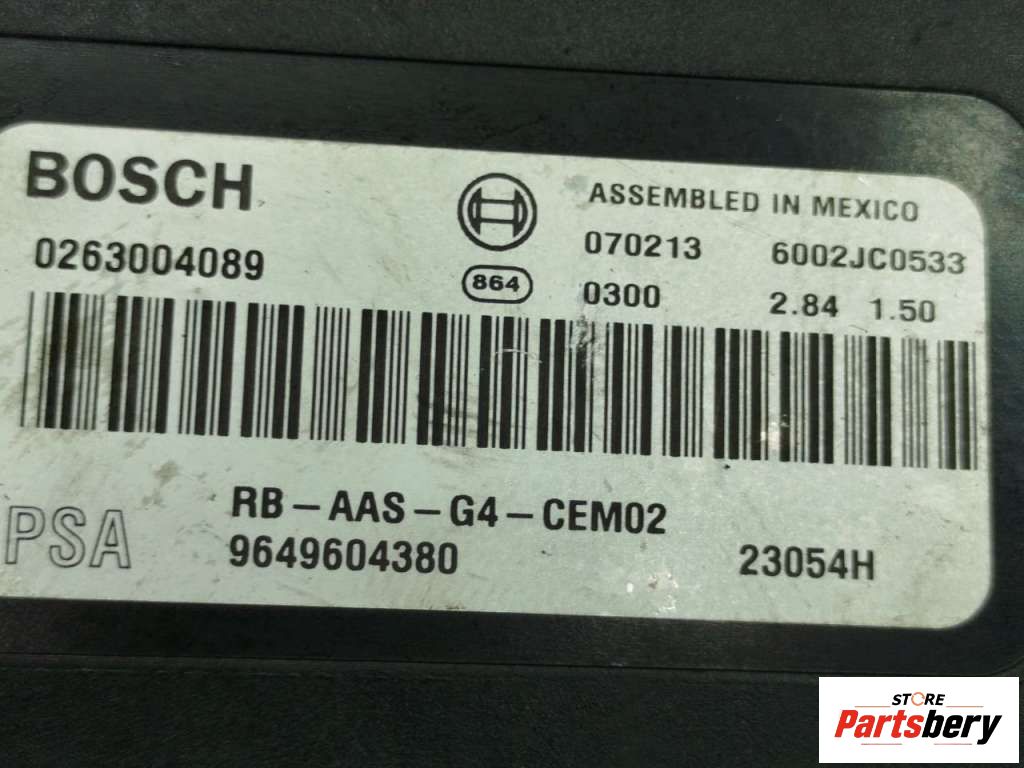 BOSCH
ASSEMBLED IN MEXICO
0263004089
070213 6002JC0533
864
0300 2.84 1.50
RB-AAS-G4-CEM02
PSA
9649604380 23054H
STORE
Partsbery